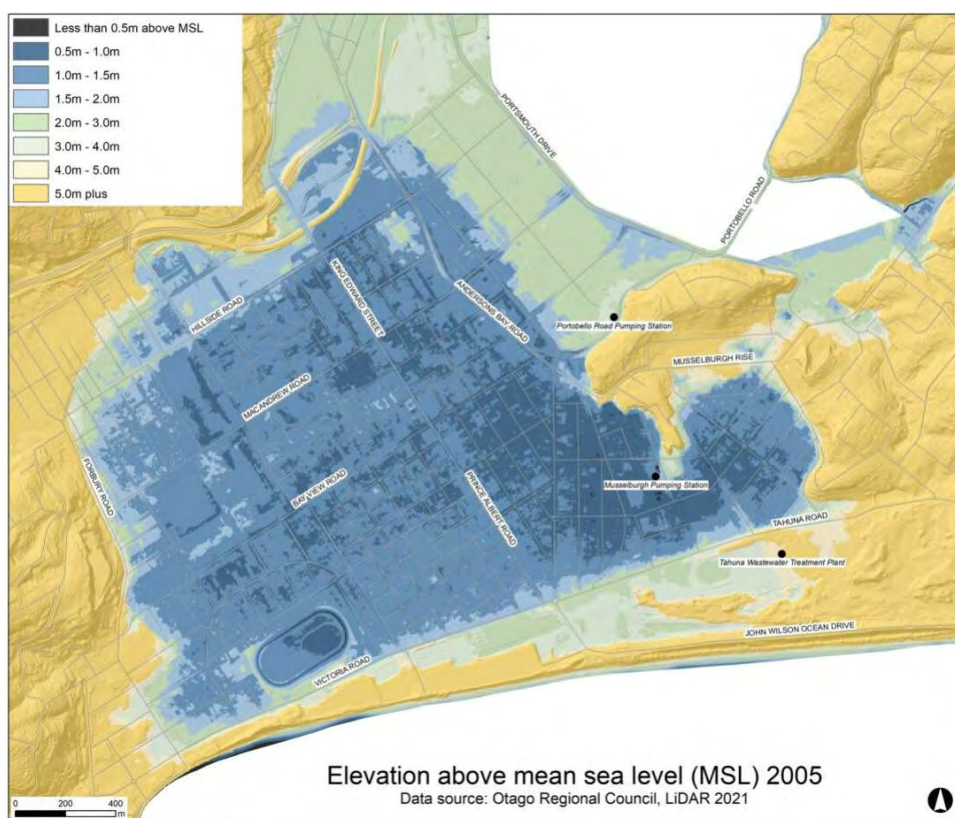 Less than 0.5m above MSL
0.5m - 1.0m
1.0m - 1.5m
1.5m - 2.0m
2.0m - 3.0m
3.0m - 4.0m
4.0m - 5.0m
5.0m plus
PORTSMOUTH DRIVE
PORTOBELLO ROAD
KING EDWARD STREET
HILLSIDE ROAD
ANDERSONS BAY ROAD
Portobello Road Pumping Station
MUSSELBURGH RISE
MACANDREW ROAD
FORBURY ROAD
BAY VIEW ROAD
PRINCE ALBERT ROAD
Musselburgh Pumping Station
TAHUNA ROAD
Tahuna Wastewater Treatment Plant
JOHN WILSON OCEAN DRIVE
VICTORIA ROAD
Elevation above mean sea level (MSL) 2005
Data source: Otago Regional Council, LiDAR 2021
0 200 400
m